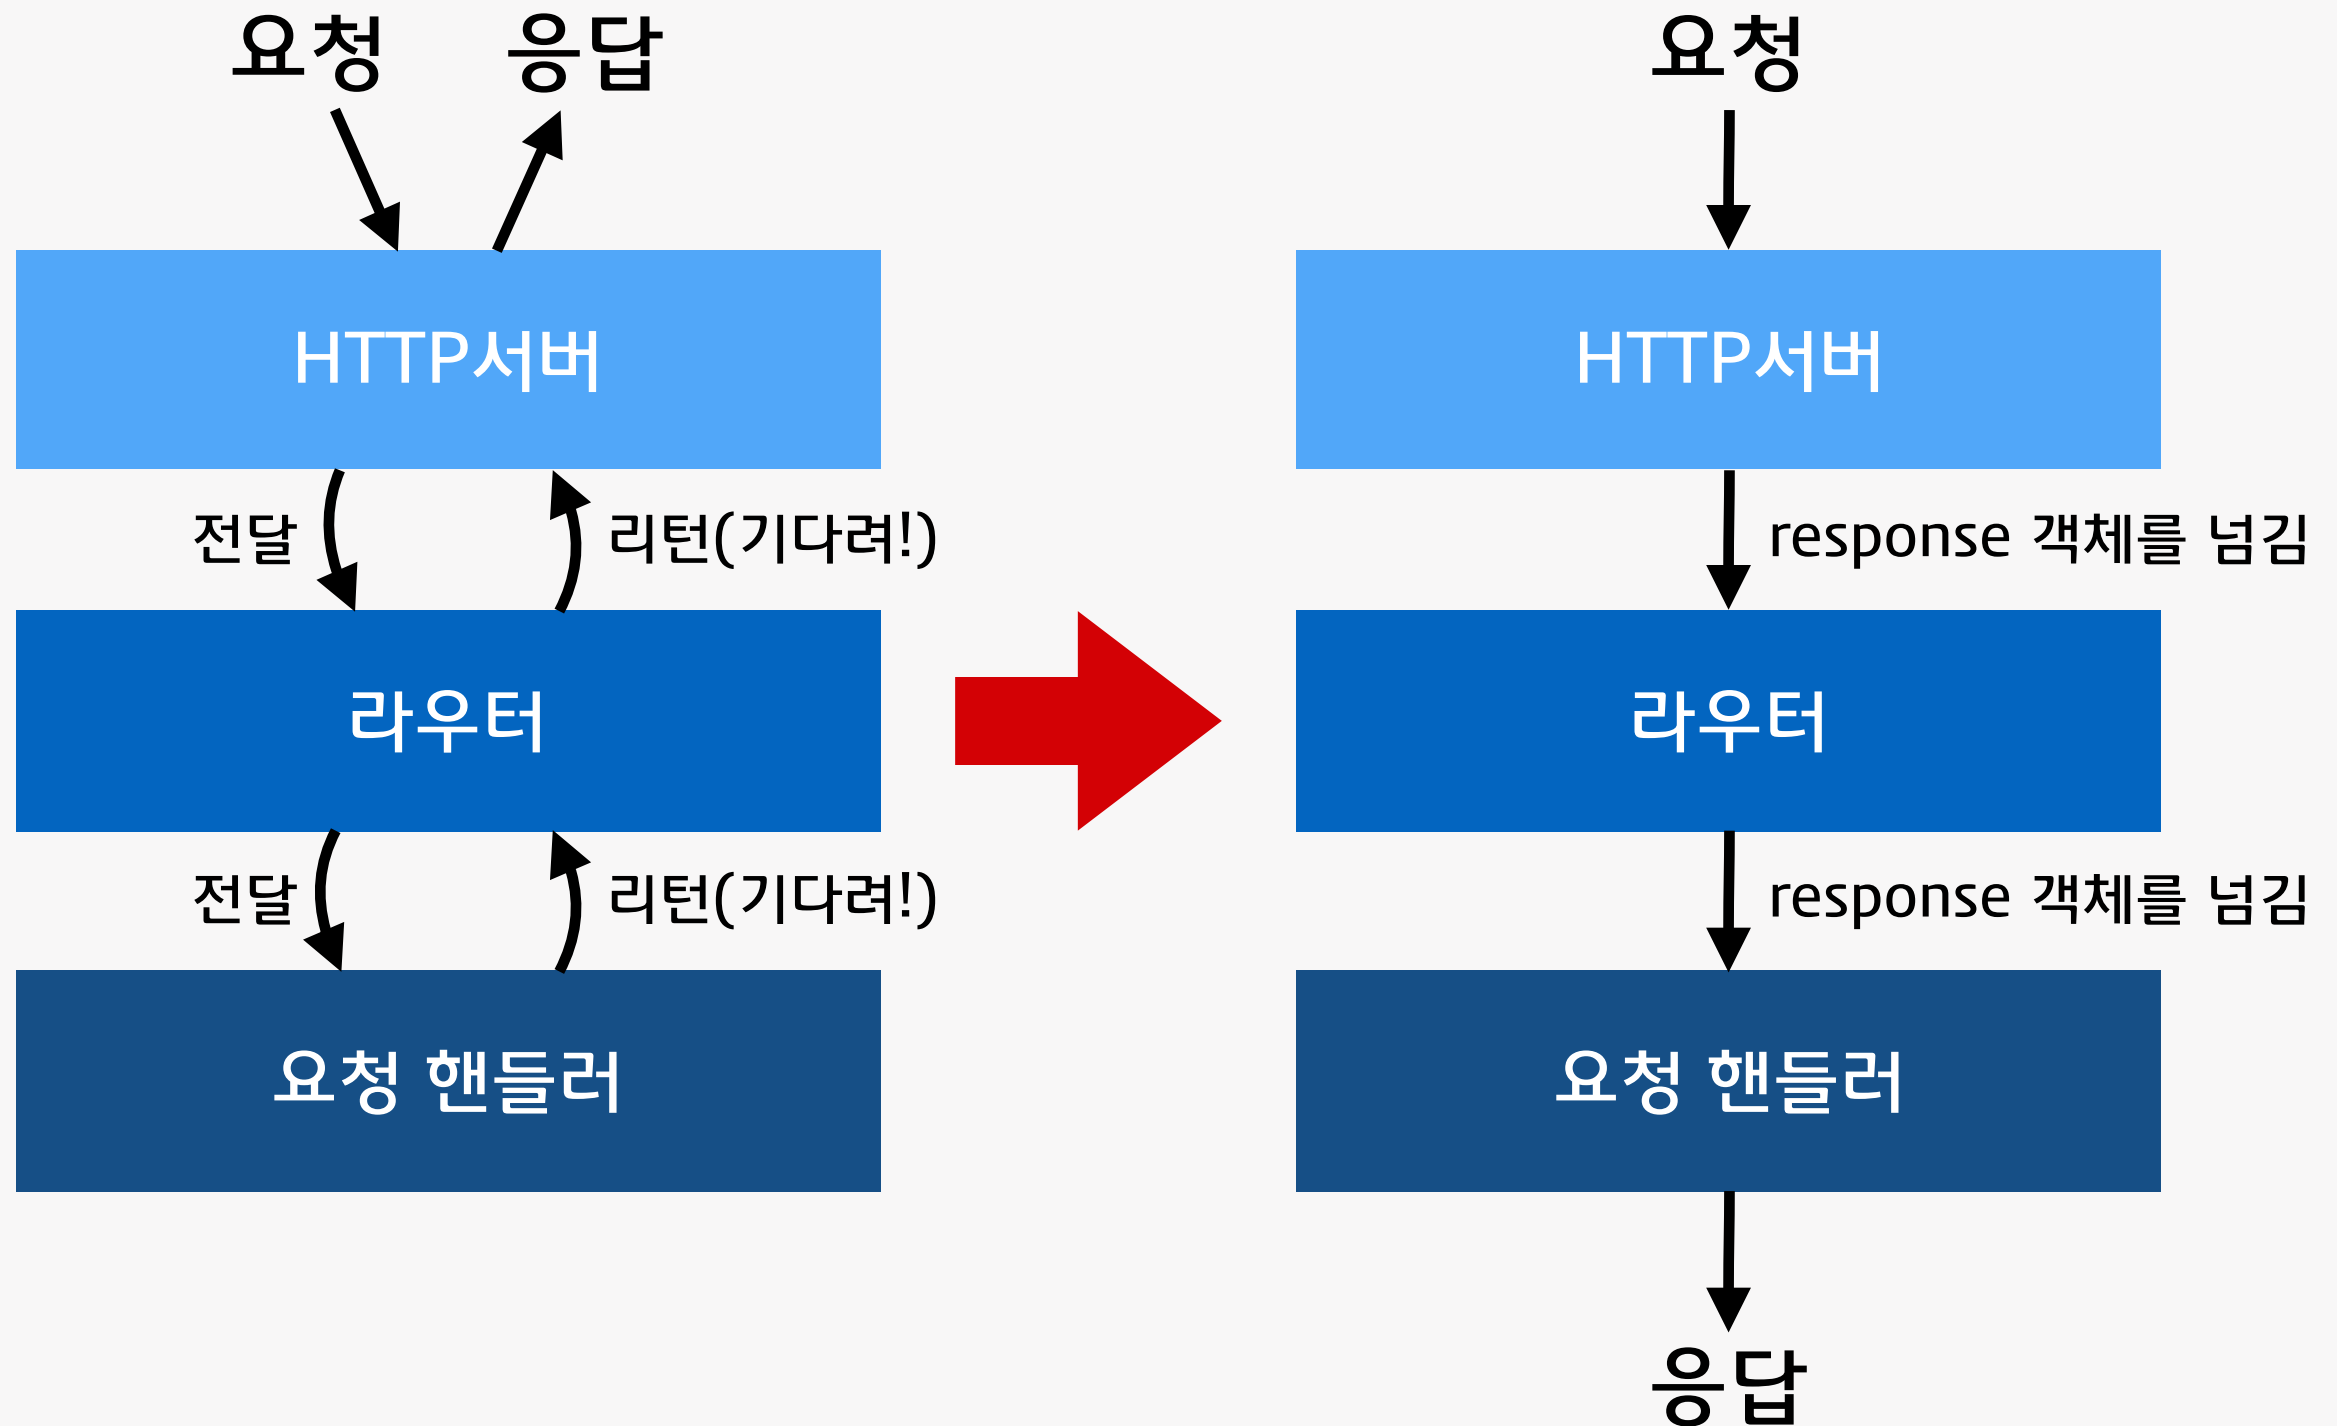 요청 응답
HTTP서버
전달 리턴(기다려!)
라우터
전달 리턴(기다려!)
요청 핸들러
요청
HTTP서버
response 객체를 넘김
라우터
response 객체를 넘김
요청 핸들러
응답